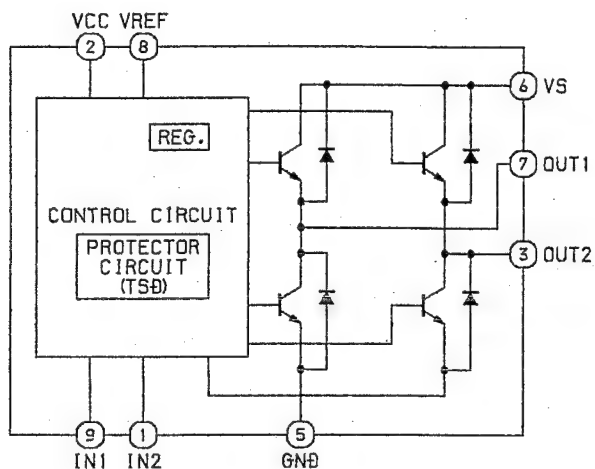 VCC VREF
2 8
6 VS
REG.
7 OUT1
CONTROL CIRCUIT
PROTECTOR
CIRCUIT
(TSD)
3 OUT2
9 1 5
IN1 IN2 GND